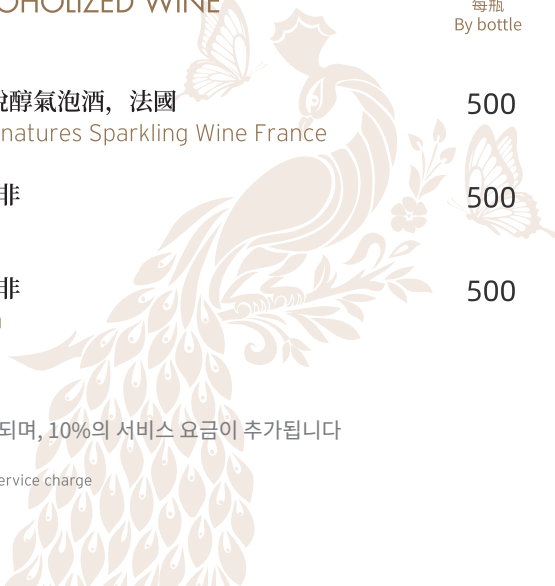 OHOLIZED WINE
每瓶
By bottle
醇氣泡酒，法國
500
natures Sparkling Wine France
非
500
非
500
되며, 10%의 서비스 요금이 추가됩니다
ervice charge